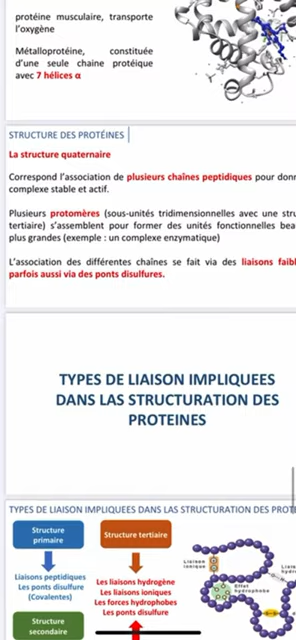 protéine musculaire, transporte
l'oxygène
Métalloprotéine, constituée
d'une seule chaine protéique
avec 7 hélices α
STRUCTURE DES PROTÉINES
La structure quaternaire
Correspond l'association de plusieurs chaînes peptidiques pour
complexe stable et actif.
Plusieurs protomères (sous-unités tridimensionnelles avec une
tertiaire) s'assemblent pour former des unités fonctionnelles
plus grandes (exemple : un complexe enzymatique)
L'association des différentes chaînes se fait via des liaisons
parfois aussi via des ponts disulfures.
TYPES DE LIAISON IMPLIQUEES
DANS LAS STRUCTURATION DES
PROTEINES
TYPES DE LIAISON IMPLIQUEES DANS LAS STRUCTURATION DES
Structure
primaire
Structure tertiaire
Liaisons peptidiques
Les ponts disulfure
(Covalentes)
Les liaisons hydrogène
Les liaisons ioniques
Les forces hydrophobes
Les ponts disulfure
Liaison
ionique
Effet
hydrophobe
Structure
secondaire